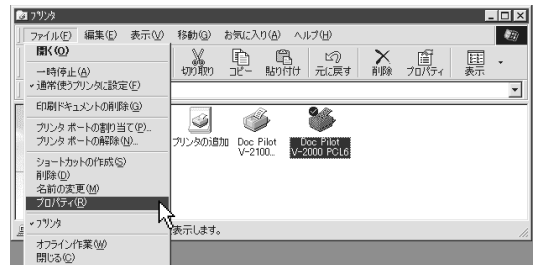 プリンタ
ファイル(F) 編集(E) 表示(V) 移動(G) お気に入り(A) ヘルプ(H)
開く(O)
一時停止(A)
通常使うプリンタに設定(F)
印刷ドキュメントの削除(G)
プリンタ ポートの割り当て(P)...
プリンタ ポートの解除(N)...
ショートカットの作成(S)
削除(D)
名前の変更(M)
プロパティ(R)
プリンタ
オフライン作業(W)
閉じる(C)
切り取り コピー 貼り付け 元に戻す 削除 プロパティ 表示
プリンタの追加
Doc Pilot
V-2100...
Doc Pilot
V-2000 PCL6
表示します。